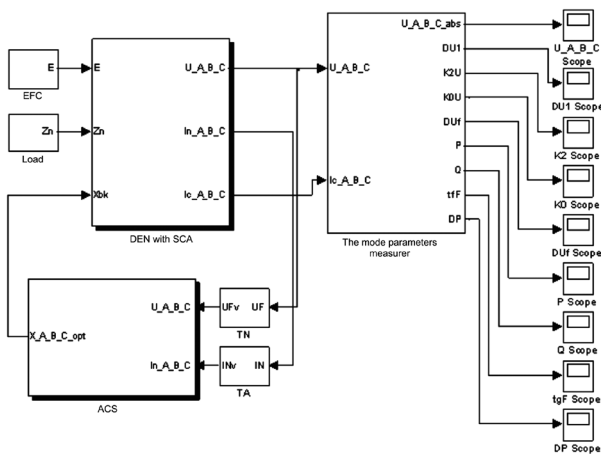 E
EFC
Zn
Load
E
Zn
Xbk
U_A_B_C
In_A_B_C
Ic_A_B_C
DEN with SCA
U_A_B_C
Ic_A_B_C
U_A_B_C_abs
DU1
K2U
K0U
DUf
P
Q
tfF
DP
The mode parameters
measurer
U_A_B_C
Scope
DU1 Scope
K2 Scope
K0 Scope
DUf Scope
P Scope
Q Scope
tgF Scope
DP Scope
X_A_B_C_opt
U_A_B_C
In_A_B_C
ACS
UFv UF
TN
INv IN
TA